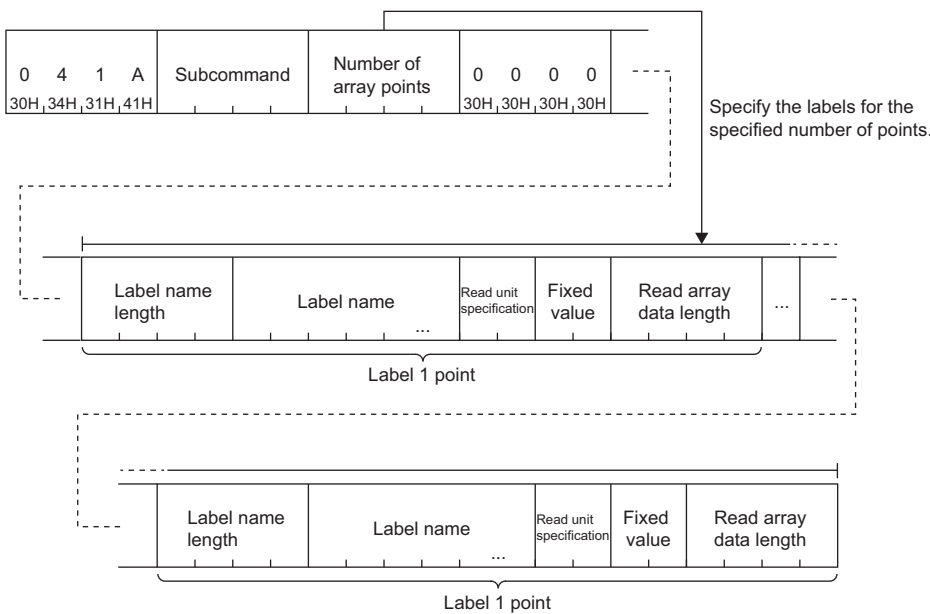 0 4 1 A
30H 34H 31H 41H
Subcommand
Number of
array points
0 0 0 0
30H 30H 30H 30H
Specify the labels for the
specified number of points.
Label name
length
Label name
...
Read unit
specification
Fixed
value
Read array
data length
...
Label 1 point
Label name
length
Label name
...
Read unit
specification
Fixed
value
Read array
data length
Label 1 point